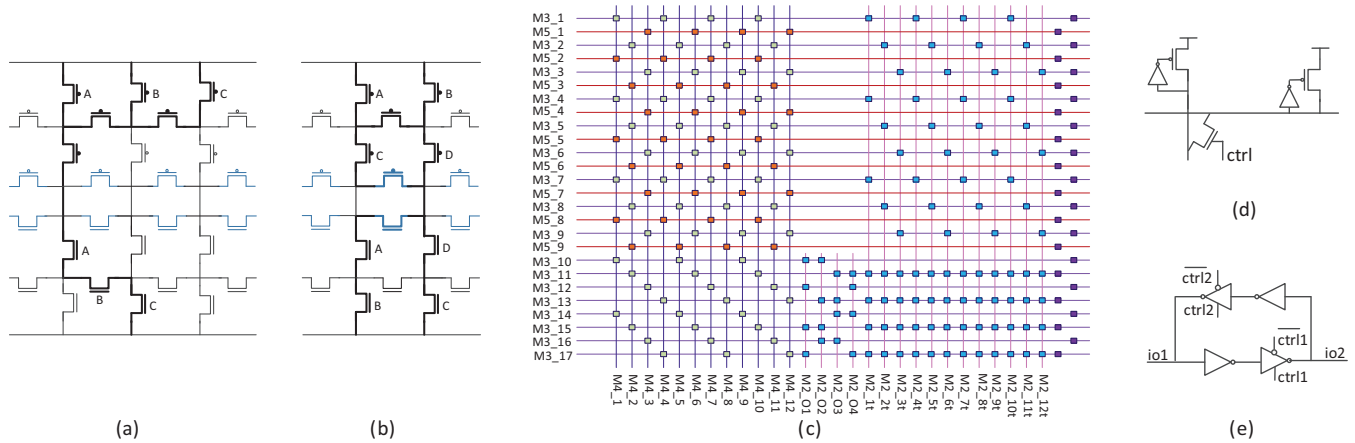 A
B
C
A
B
C
(a)
A
B
C
D
A
D
B
C
(b)
M3_1
M5_1
M3_2
M5_2
M3_3
M5_3
M3_4
M5_4
M3_5
M5_5
M3_6
M5_6
M3_7
M5_7
M3_8
M5_8
M3_9
M5_9
M3_10
M3_11
M3_12
M3_13
M3_14
M3_15
M3_16
M3_17
M4_1
M4_2
M4_3
M4_4
M4_5
M4_6
M4_7
M4_8
M4_9
M4_10
M4_11
M4_12
M2_O1
M2_O2
M2_O3
M2_O4
M2_1t
M2_2t
M2_3t
M2_4t
M2_5t
M2_6t
M2_7t
M2_8t
M2_9t
M2_10t
M2_11t
M2_12t
(c)
ctrl
(d)
ctrl2
ctrl2
io1
ctrl1
io2
ctrl1
(e)